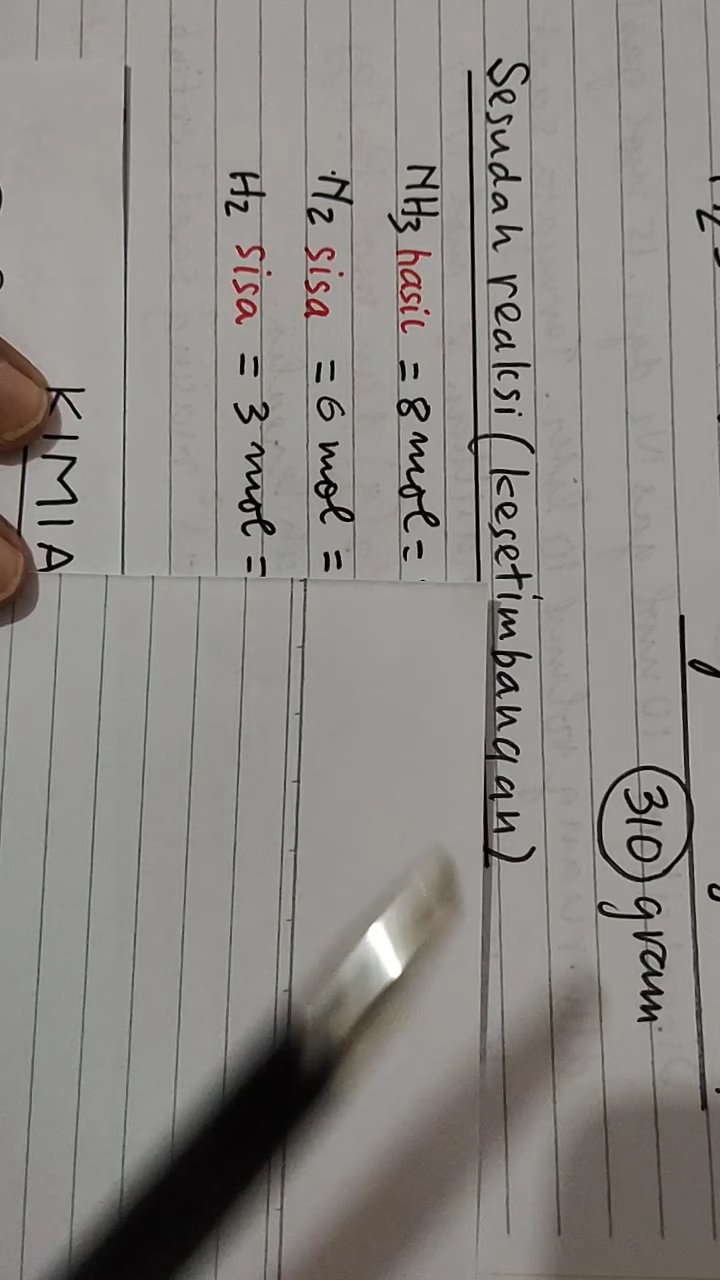 310 gram
Sesudah reaksi (kesetimbangan)
NH3 hasil = 8 mol =
N2 sisa = 6 mol =
H2 sisa = 3 mol =
KIMIA